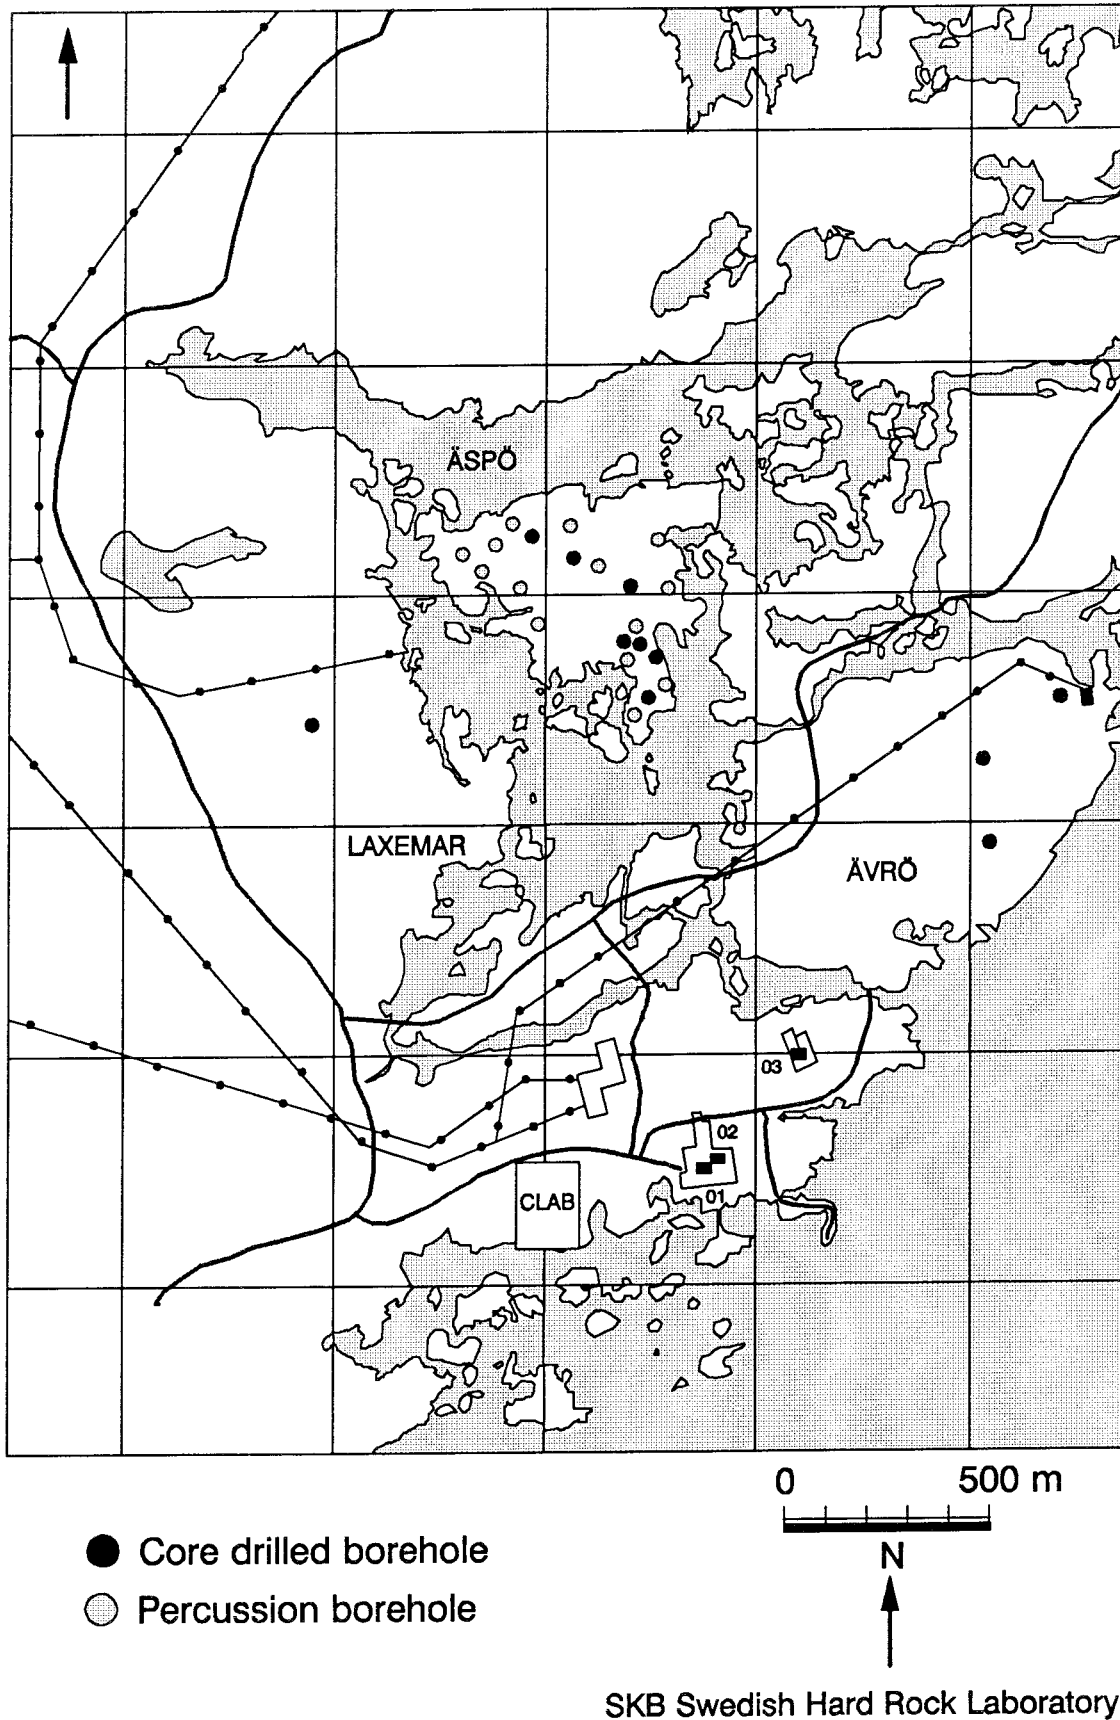 ÄSPÖ
LAXEMAR
ÄVRÖ
03
02
01
CLAB
0 500 m
Core drilled borehole
Percussion borehole
N
SKB Swedish Hard Rock Laboratory